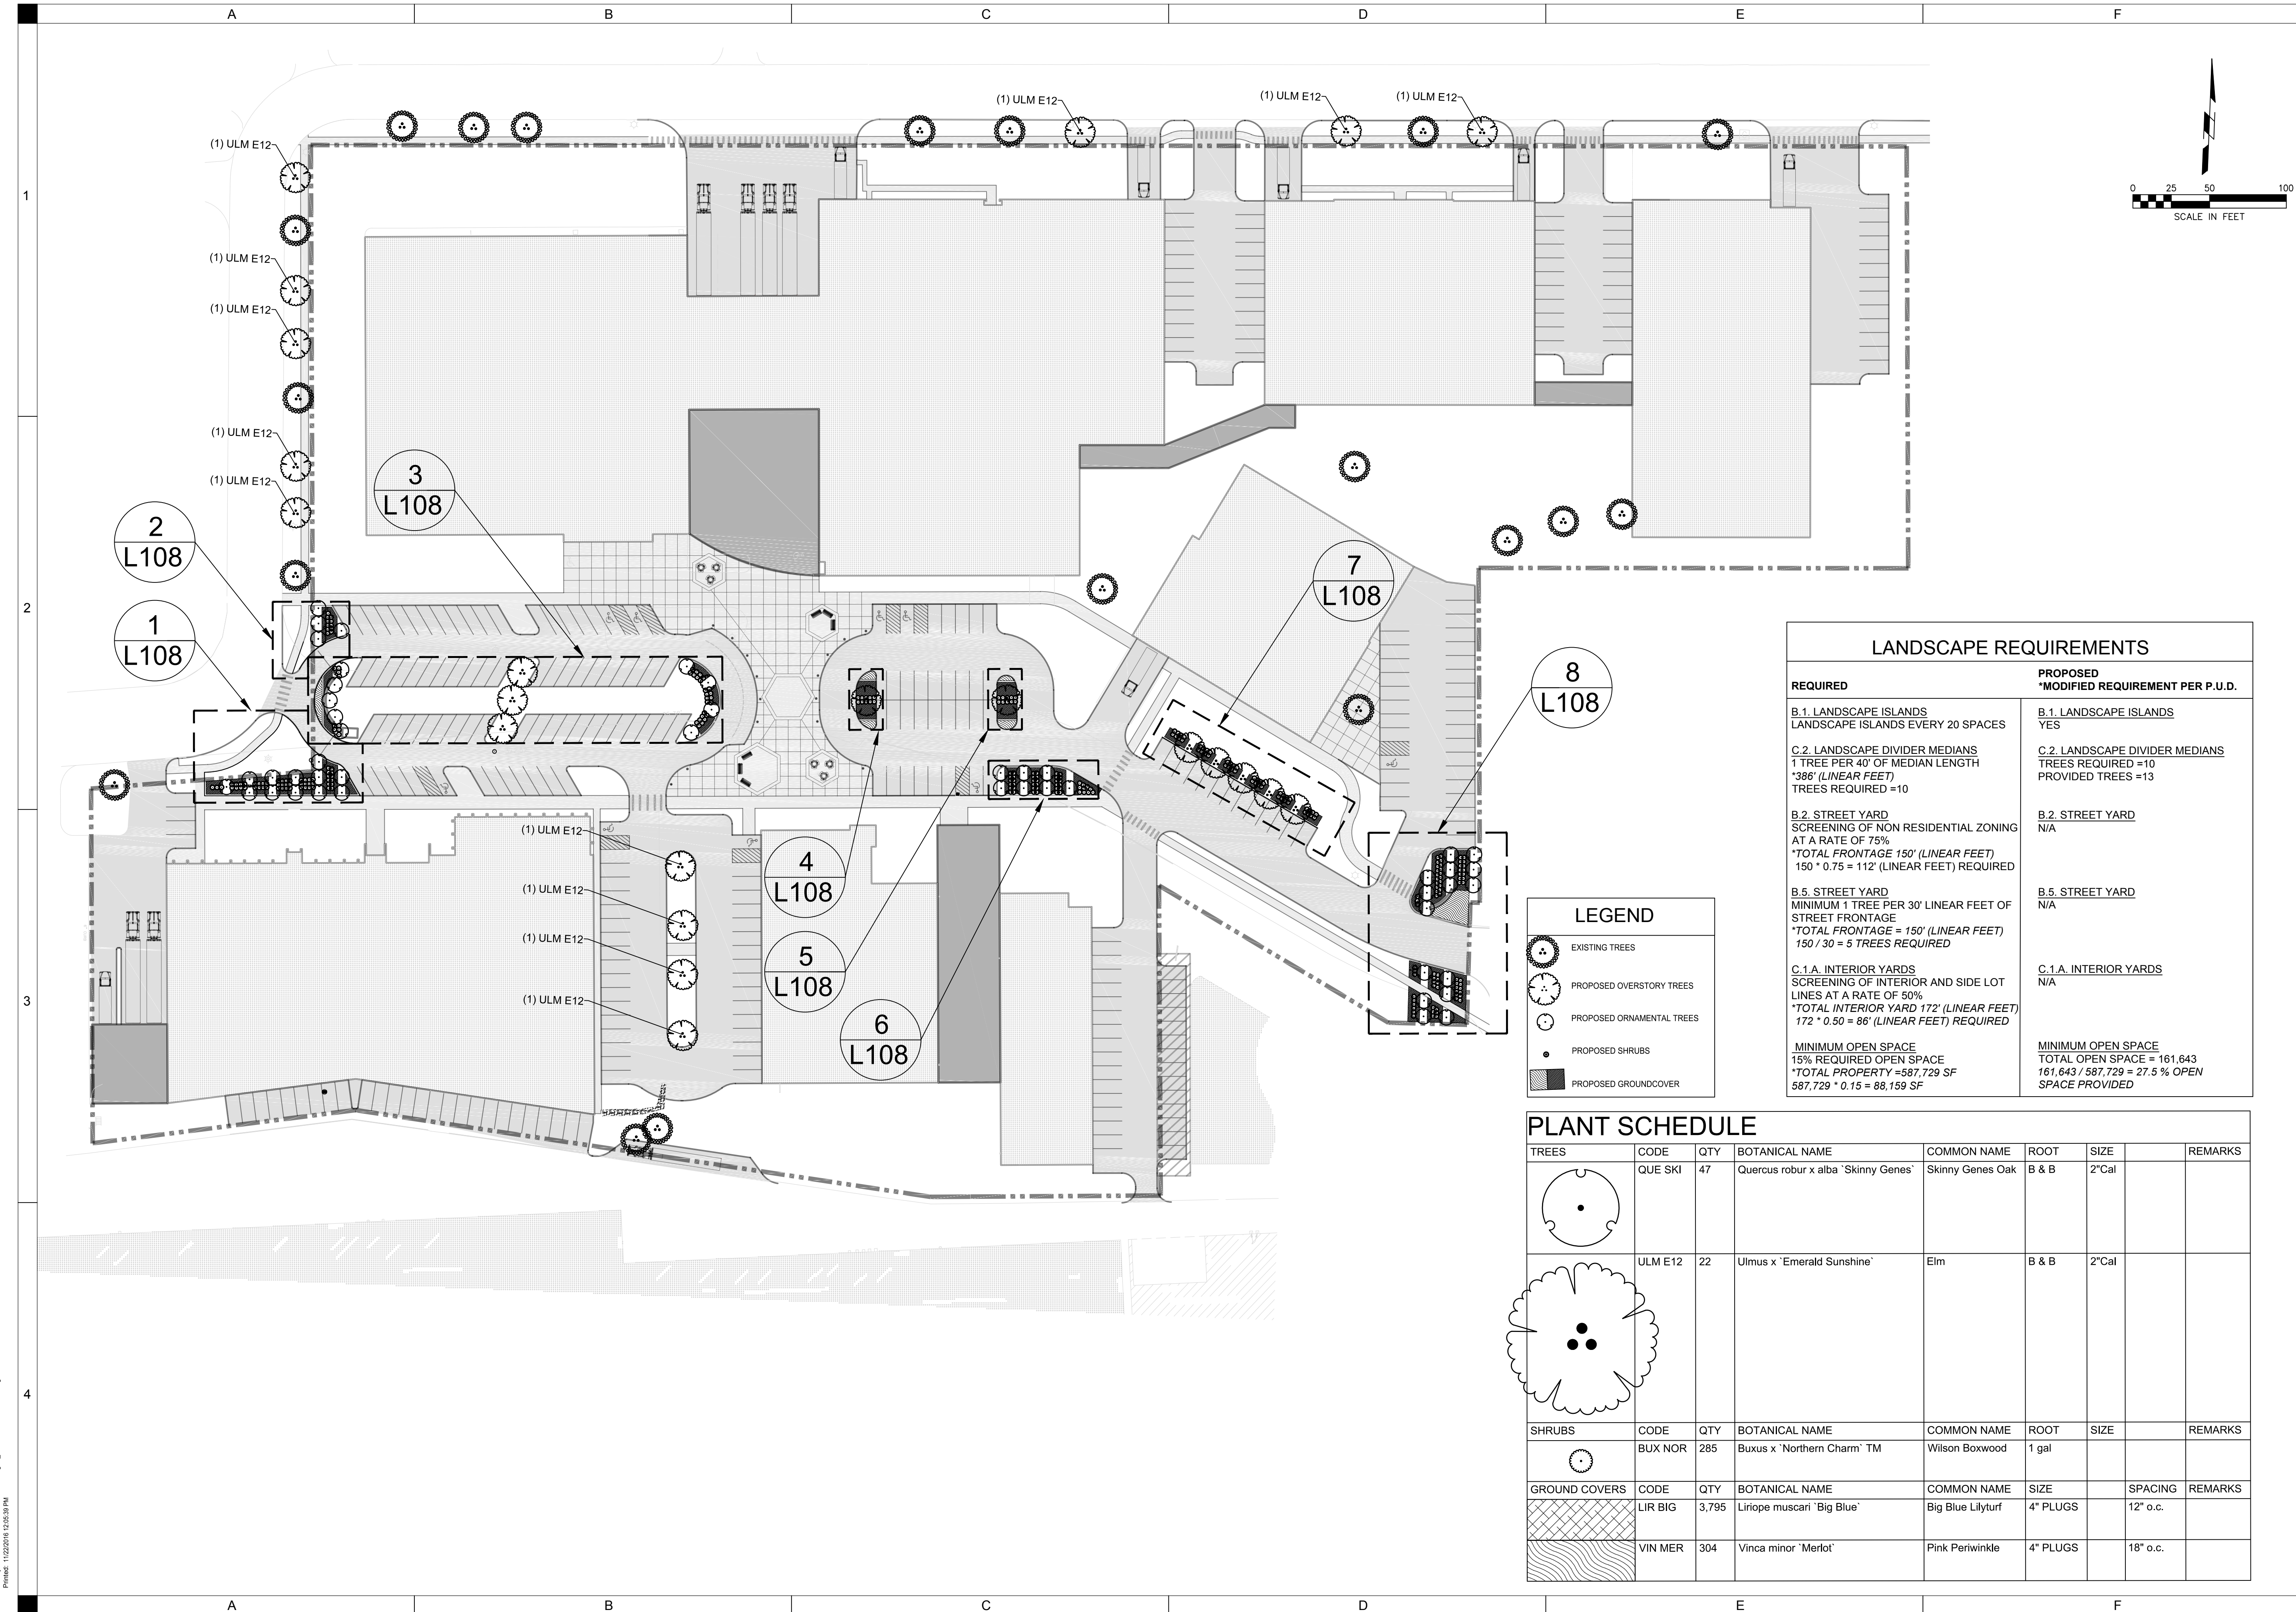 A B C D E F
(1) ULM E12
(1) ULM E12
(1) ULM E12
(1) ULM E12
(1) ULM E12
(1) ULM E12
(1) ULM E12
(1) ULM E12
0 25 50 100
SCALE IN FEET
1
2
3
4
3
L108
2
L108
1
L108
7
L108
8
L108
4
L108
5
L108
6
L108
(1) ULM E12
(1) ULM E12
(1) ULM E12
(1) ULM E12
LANDSCAPE REQUIREMENTS
REQUIRED
B.1. LANDSCAPE ISLANDS
LANDSCAPE ISLANDS EVERY 20 SPACES
C.2. LANDSCAPE DIVIDER MEDIANS
1 TREE PER 40' OF MEDIAN LENGTH
*386' (LINEAR FEET)
TREES REQUIRED =10
B.2. STREET YARD
SCREENING OF NON RESIDENTIAL ZONING
AT A RATE OF 75%
*TOTAL FRONTAGE 150' (LINEAR FEET)
150 * 0.75 = 112' (LINEAR FEET) REQUIRED
B.5. STREET YARD
MINIMUM 1 TREE PER 30' LINEAR FEET OF
STREET FRONTAGE
*TOTAL FRONTAGE = 150' (LINEAR FEET)
150 / 30 = 5 TREES REQUIRED
C.1.A. INTERIOR YARDS
SCREENING OF INTERIOR AND SIDE LOT
LINES AT A RATE OF 50%
*TOTAL INTERIOR YARD 172' (LINEAR FEET)
172 * 0.50 = 86' (LINEAR FEET) REQUIRED
MINIMUM OPEN SPACE
15% REQUIRED OPEN SPACE
*TOTAL PROPERTY =587,729 SF
587,729 * 0.15 = 88,159 SF
PROPOSED
*MODIFIED REQUIREMENT PER P.U.D.
B.1. LANDSCAPE ISLANDS
YES
C.2. LANDSCAPE DIVIDER MEDIANS
TREES REQUIRED =10
PROVIDED TREES =13
B.2. STREET YARD
N/A
B.5. STREET YARD
N/A
C.1.A. INTERIOR YARDS
N/A
MINIMUM OPEN SPACE
TOTAL OPEN SPACE = 161,643
161,643 / 587,729 = 27.5 % OPEN
SPACE PROVIDED
LEGEND
EXISTING TREES
PROPOSED OVERSTORY TREES
PROPOSED ORNAMENTAL TREES
PROPOSED SHRUBS
PROPOSED GROUNDCOVER
PLANT SCHEDULE
TREES CODE QTY BOTANICAL NAME COMMON NAME ROOT SIZE REMARKS
QUE SKI 47 Quercus robur x alba `Skinny Genes` Skinny Genes Oak B & B 2"Cal
ULM E12 22 Ulmus x `Emerald Sunshine` Elm B & B 2"Cal
SHRUBS CODE QTY BOTANICAL NAME COMMON NAME ROOT SIZE REMARKS
BUX NOR 285 Buxus x `Northern Charm` TM Wilson Boxwood 1 gal
GROUND COVERS CODE QTY BOTANICAL NAME COMMON NAME SIZE SPACING REMARKS
LIR BIG 3,795 Liriope muscari `Big Blue` Big Blue Lilyturf 4" PLUGS 12" o.c.
VIN MER 304 Vinca minor `Merlot` Pink Periwinkle 4" PLUGS 18" o.c.
Printed: 11/22/2016 12:05:39 PM
A B C D E F